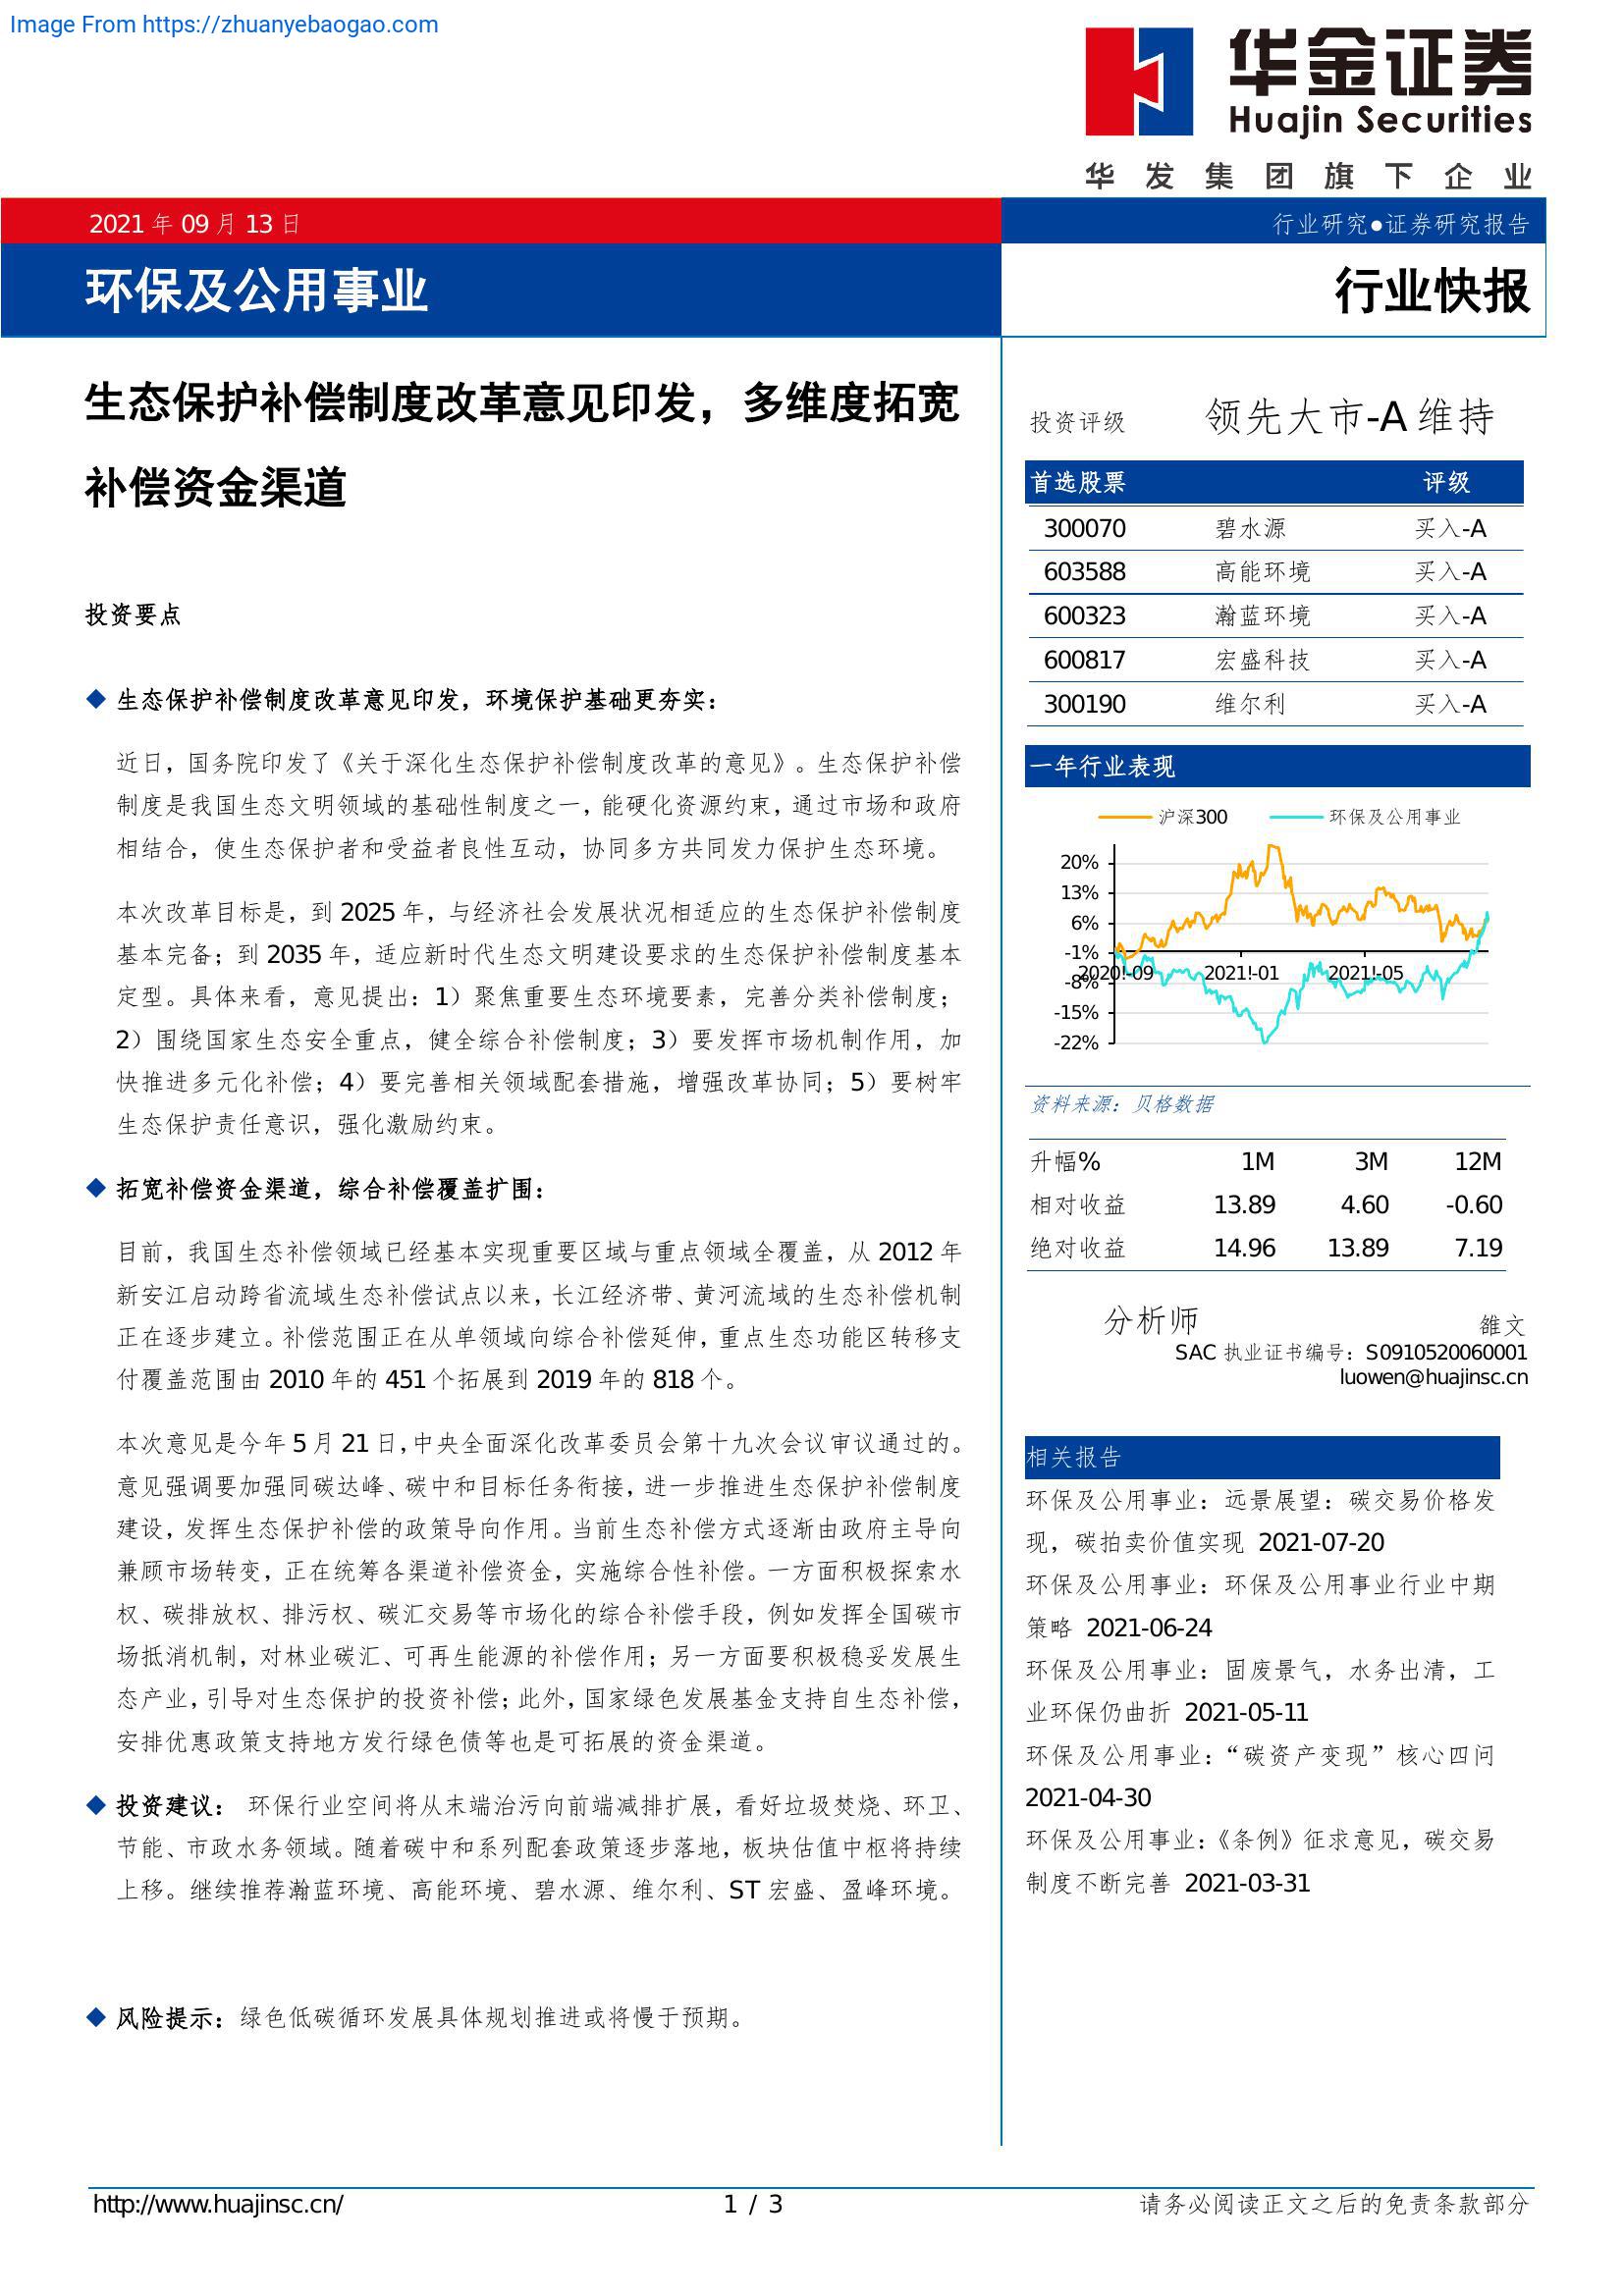 Image From https://zhuanyebaogao.com
华金证券
Huajin Securities
华发集团旗下企业
2021 年 09 月 13 日
行业研究●证券研究报告
环保及公用事业
行业快报
生态保护补偿制度改革意见印发，多维度拓宽
补偿资金渠道
投资要点
◆ 生态保护补偿制度改革意见印发，环境保护基础更夯实：
近日，国务院印发了《关于深化生态保护补偿制度改革的意见》。生态保护补偿
制度是我国生态文明领域的基础性制度之一，能硬化资源约束，通过市场和政府
相结合，使生态保护者和受益者良性互动，协同多方共同发力保护生态环境。
本次改革目标是，到 2025 年，与经济社会发展状况相适应的生态保护补偿制度
基本完备；到 2035 年，适应新时代生态文明建设要求的生态保护补偿制度基本
定型。具体来看，意见提出：1）聚焦重要生态环境要素，完善分类补偿制度；
2）围绕国家生态安全重点，健全综合补偿制度；3）要发挥市场机制作用，加
快推进多元化补偿；4）要完善相关领域配套措施，增强改革协同；5）要树牢
生态保护责任意识，强化激励约束。
◆ 拓宽补偿资金渠道，综合补偿覆盖扩围：
目前，我国生态补偿领域已经基本实现重要区域与重点领域全覆盖，从 2012 年
新安江启动跨省流域生态补偿试点以来，长江经济带、黄河流域的生态补偿机制
正在逐步建立。补偿范围正在从单领域向综合补偿延伸，重点生态功能区转移支
付覆盖范围由 2010 年的 451 个拓展到 2019 年的 818 个。
本次意见是今年 5 月 21 日，中央全面深化改革委员会第十九次会议审议通过的。
意见强调要加强同碳达峰、碳中和目标任务衔接，进一步推进生态保护补偿制度
建设，发挥生态保护补偿的政策导向作用。当前生态补偿方式逐渐由政府主导向
兼顾市场转变，正在统筹各渠道补偿资金，实施综合性补偿。一方面积极探索水
权、碳排放权、排污权、碳汇交易等市场化的综合补偿手段，例如发挥全国碳市
场抵消机制，对林业碳汇、可再生能源的补偿作用；另一方面要积极稳妥发展生
态产业，引导对生态保护的投资补偿；此外，国家绿色发展基金支持自生态补偿，
安排优惠政策支持地方发行绿色债等也是可拓展的资金渠道。
◆ 投资建议： 环保行业空间将从末端治污向前端减排扩展，看好垃圾焚烧、环卫、
节能、市政水务领域。随着碳中和系列配套政策逐步落地，板块估值中枢将持续
上移。继续推荐瀚蓝环境、高能环境、碧水源、维尔利、ST 宏盛、盈峰环境。
◆ 风险提示：绿色低碳循环发展具体规划推进或将慢于预期。
投资评级 领先大市-A 维持
首选股票 评级
300070 碧水源 买入-A
603588 高能环境 买入-A
600323 瀚蓝环境 买入-A
600817 宏盛科技 买入-A
300190 维尔利 买入-A
一年行业表现
沪深300 环保及公用事业
20%
13%
6%
-1%
-8%
-15%
-22%
2020!-09 2021!-01 2021!-05
资料来源：贝格数据
升幅% 1M 3M 12M
相对收益 13.89 4.60 -0.60
绝对收益 14.96 13.89 7.19
分析师 雒文
SAC 执业证书编号：S0910520060001
luowen@huajinsc.cn
相关报告
环保及公用事业：远景展望：碳交易价格发
现，碳拍卖价值实现 2021-07-20
环保及公用事业：环保及公用事业行业中期
策略 2021-06-24
环保及公用事业：固废景气，水务出清，工
业环保仍曲折 2021-05-11
环保及公用事业：“碳资产变现”核心四问
2021-04-30
环保及公用事业：《条例》征求意见，碳交易
制度不断完善 2021-03-31
http://www.huajinsc.cn/ 1 / 3 请务必阅读正文之后的免责条款部分